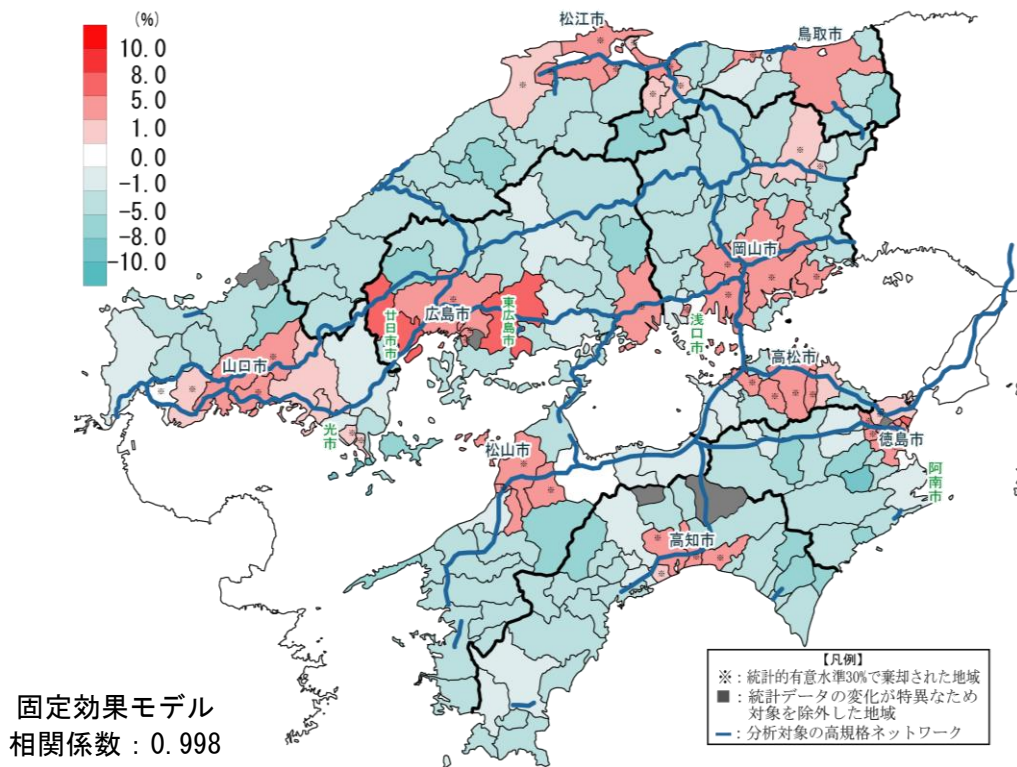 (%)
10.0
8.0
5.0
1.0
0.0
-1.0
-5.0
-8.0
-10.0
松江市
鳥取市
岡山市
広島市
廿日市市
東広島市
浅口市
山口市
光市
高松市
松山市
徳島市
阿南市
高知市
固定効果モデル
相関係数：0.998
【凡例】
※：統計的有意水準30%で棄却された地域
■：統計データの変化が特異なため
対象を除外した地域
━：分析対象の高規格ネットワーク